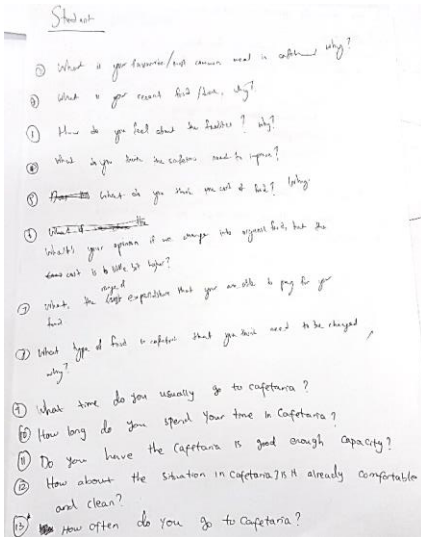 Student
① What is your favourite/most common meal in cafeteria? why?
② What is your recent food /, why?
① How do you feel about the facilities? why?
④ What do you think the cafeteria need to improve?
⑤ What do you think the cost of food? Why?
⑥
What's your opinion if we change into organic food, but the
cost is a little bit higher?
⑦ What the range of expenditure that you are able to pay for your
food
⑦ What type of food in cafeteria that you think need to be changed
why?
⑨ What time do you usually go to cafetaria?
⑩ How long do you spend your time in Cafetaria?
⑪ Do you have the Cafetaria is good enough capacity?
⑫ How about the situation in Cafetaria? is it already comfortable
and clean?
⑬ How often do you go to Cafetaria?